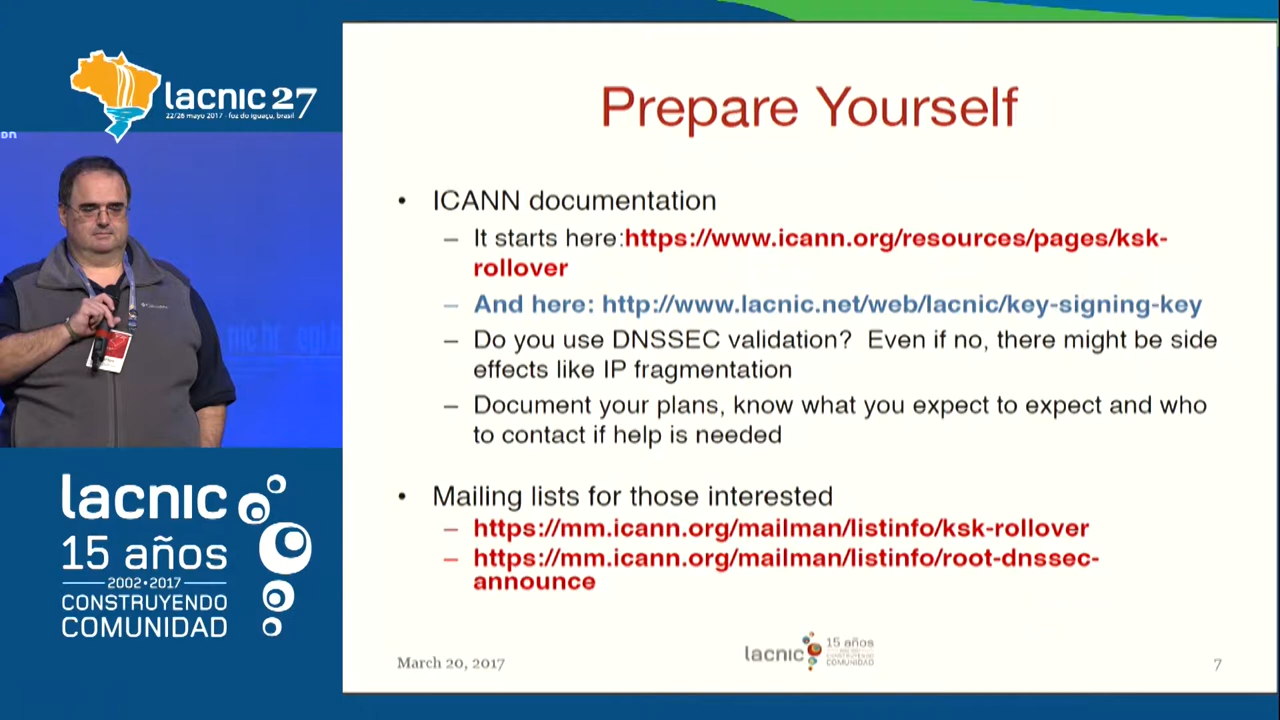 lacnic 27
22/26 mayo 2017 - foz do iguaçu, brasil
Prepare Yourself
• ICANN documentation
– It starts here:https://www.icann.org/resources/pages/ksk-
rollover
– And here: http://www.lacnic.net/web/lacnic/key-signing-key
– Do you use DNSSEC validation? Even if no, there might be side
effects like IP fragmentation
– Document your plans, know what you expect to expect and who
to contact if help is needed
• Mailing lists for those interested
– https://mm.icann.org/mailman/listinfo/ksk-rollover
– https://mm.icann.org/mailman/listinfo/root-dnssec-
announce
March 20, 2017
lacnic
15 años
CONSTRUYENDO
COMUNIDAD
7
lacnic
15 años
2002•2017
CONSTRUYENDO
COMUNIDAD